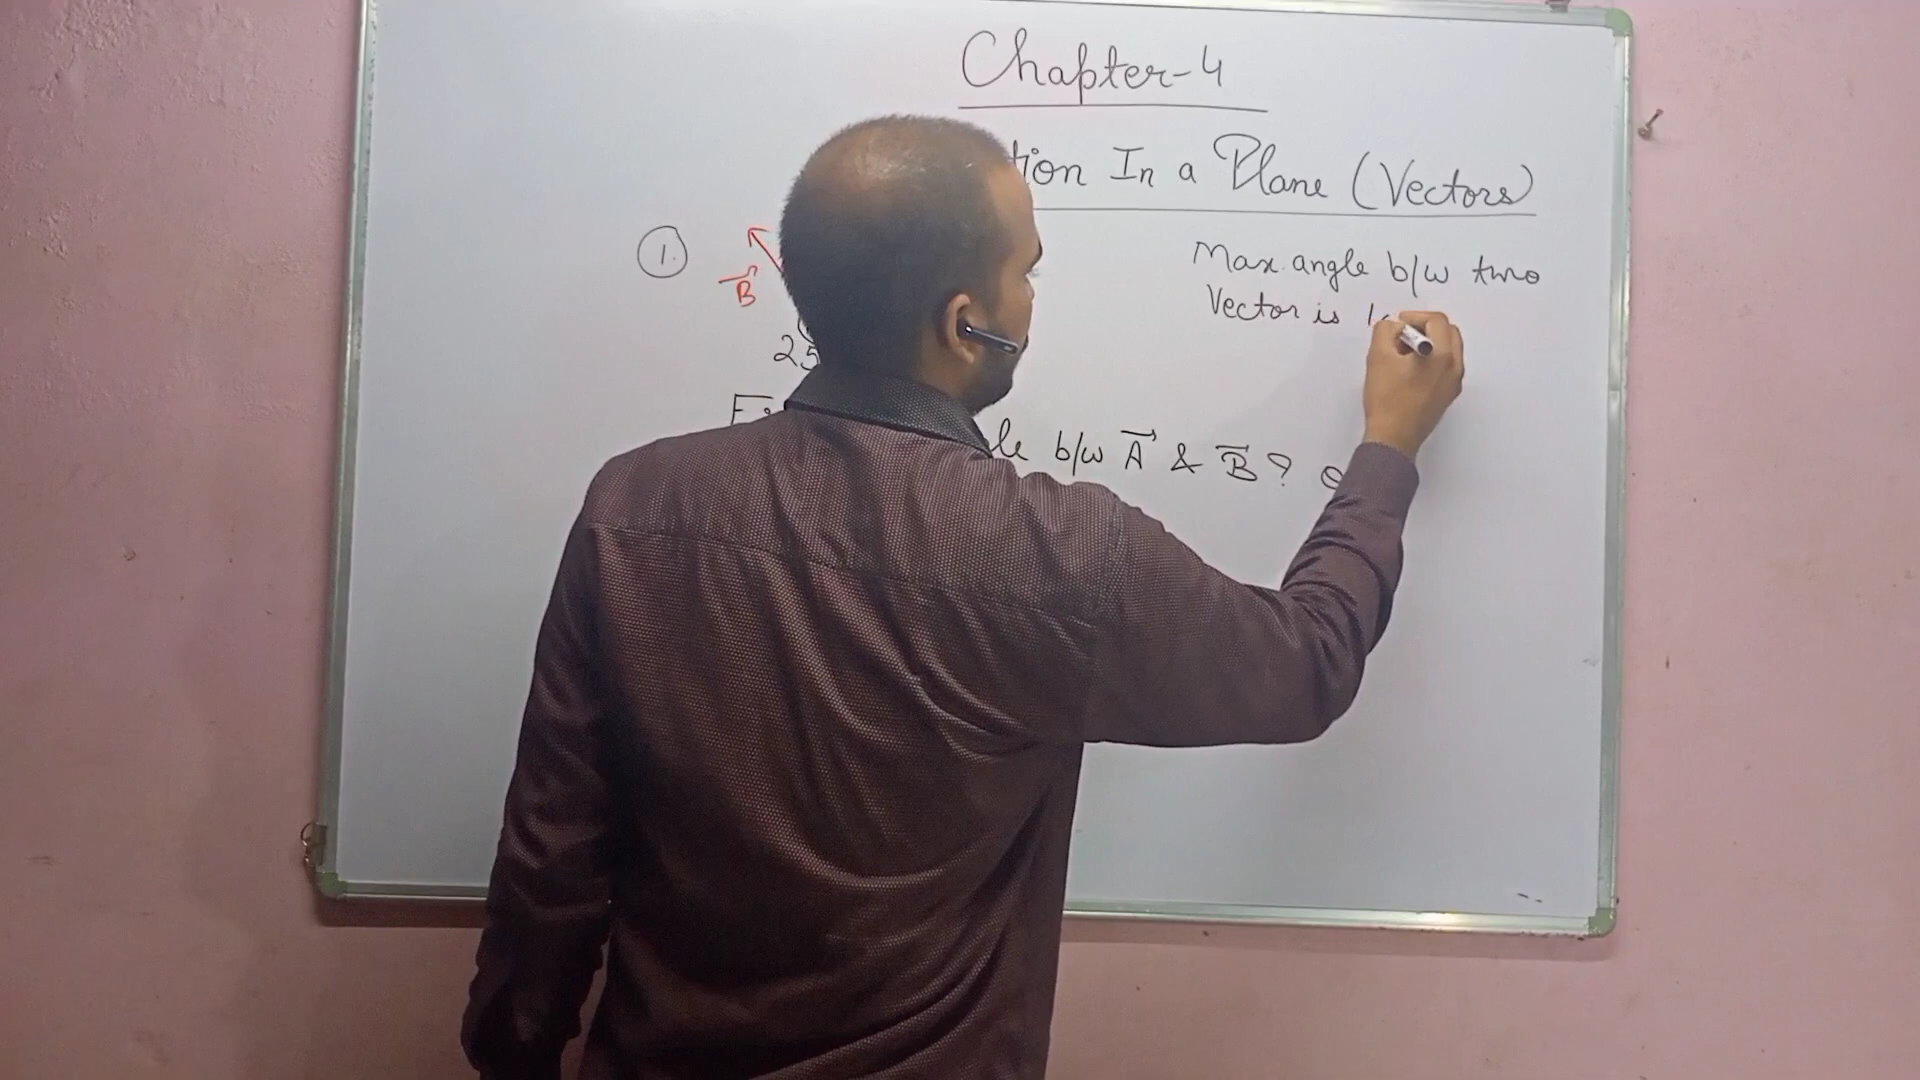 Chapter-4
tion In a Plane (Vectors)
1.
B
Max. angle b/w two
Vector is
25
le b/w A & B ?